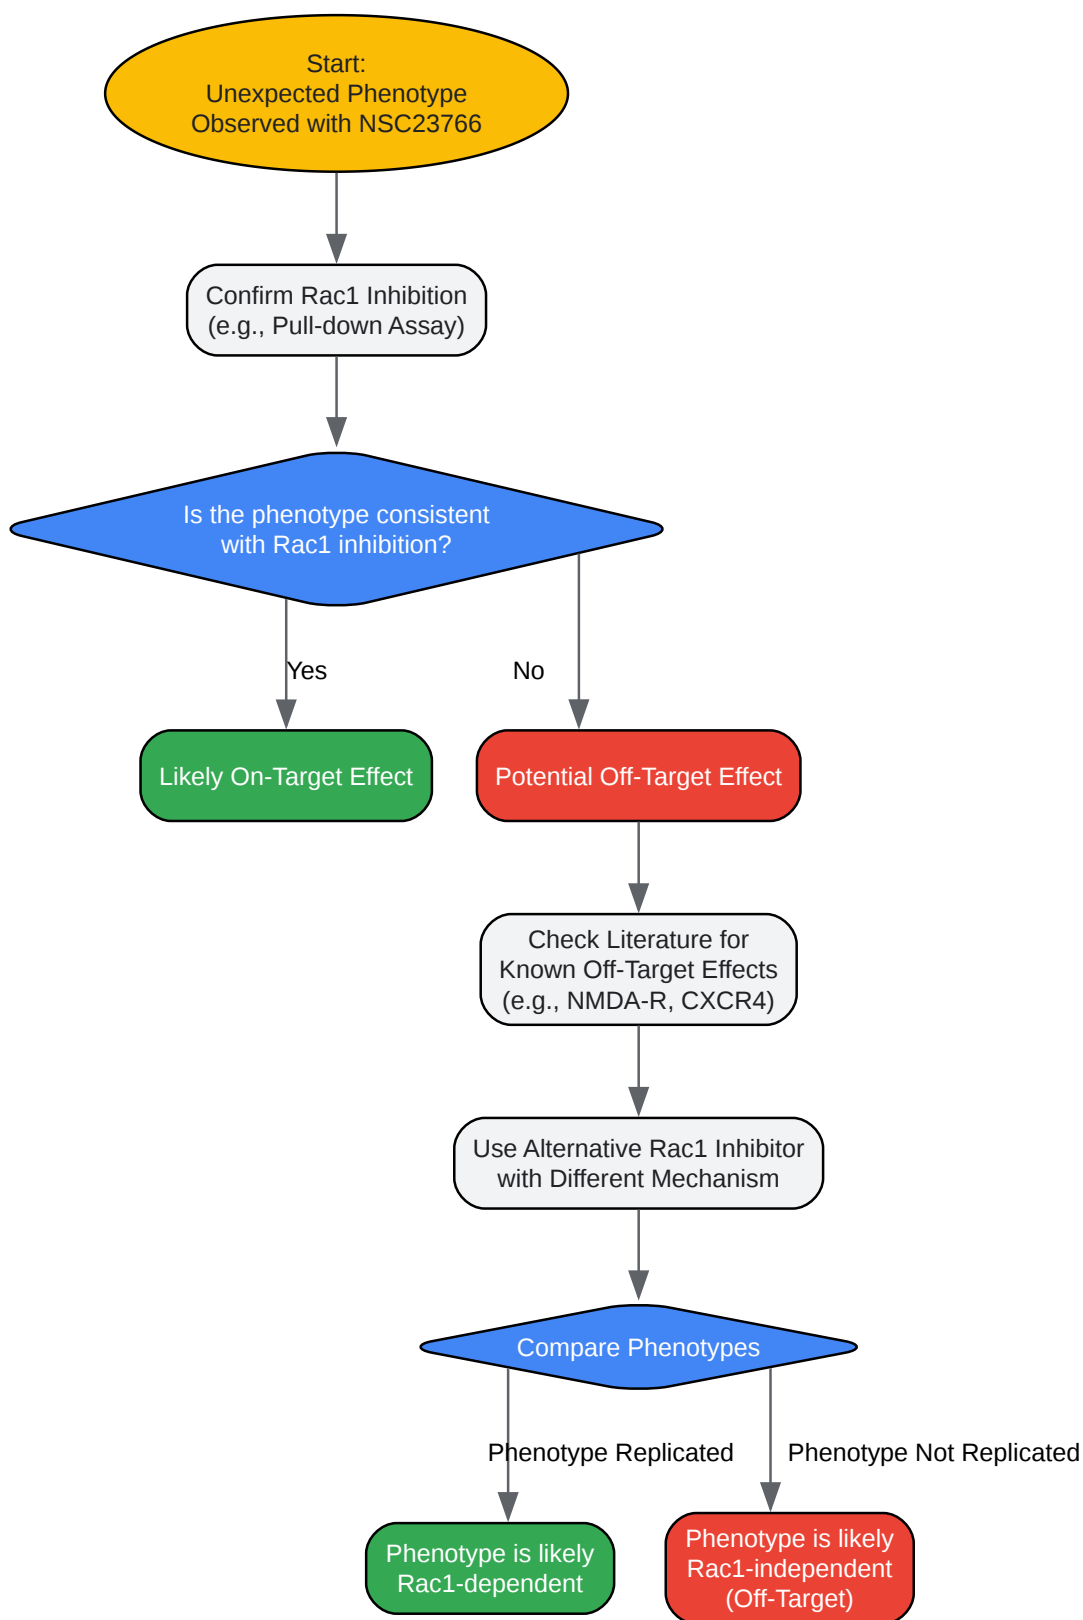 Start:
Unexpected Phenotype
Observed with NSC23766
Confirm Rac1 Inhibition
(e.g., Pull-down Assay)
Is the phenotype consistent
with Rac1 inhibition?
Yes
No
Likely On-Target Effect
Potential Off-Target Effect
Check Literature for
Known Off-Target Effects
(e.g., NMDA-R, CXCR4)
Use Alternative Rac1 Inhibitor
with Different Mechanism
Compare Phenotypes
Phenotype Replicated
Phenotype Not Replicated
Phenotype is likely
Rac1-dependent
Phenotype is likely
Rac1-independent
(Off-Target)